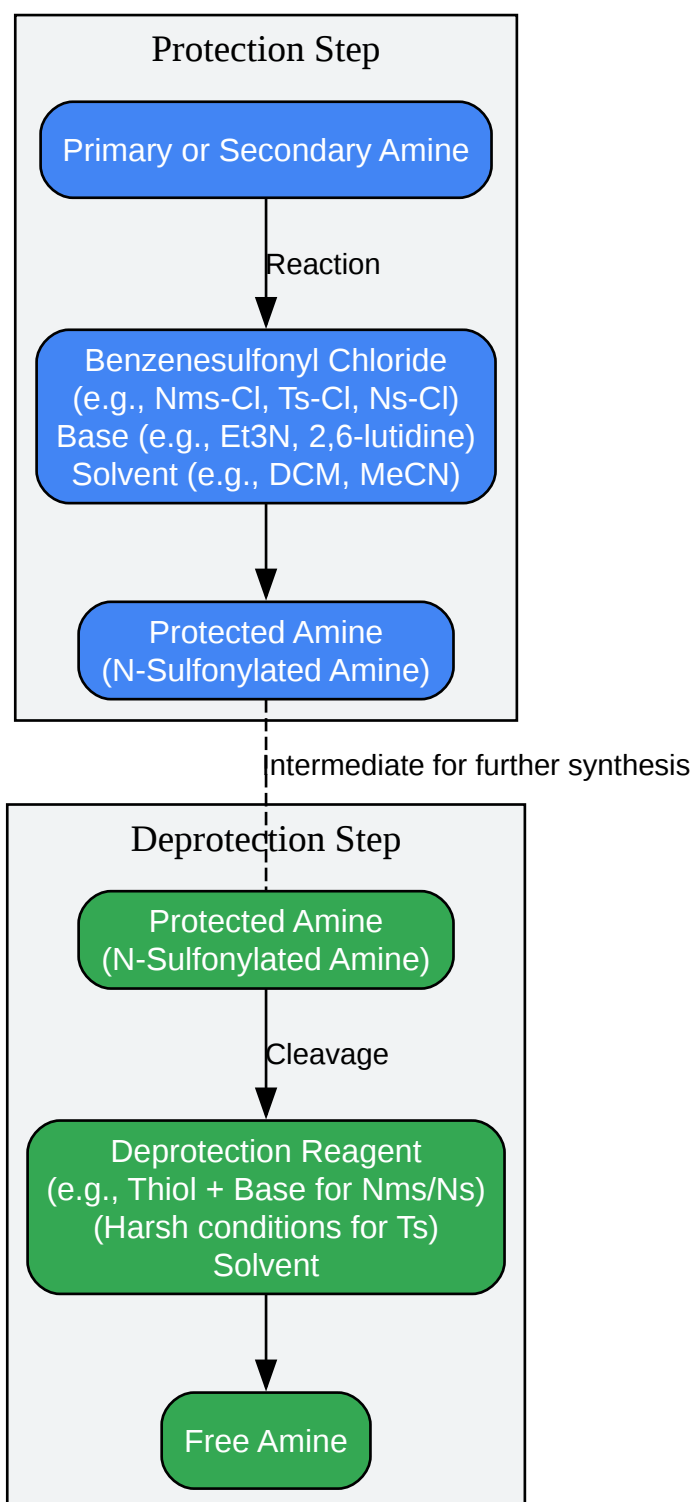 Protection Step
Primary or Secondary Amine
Reaction
Benzenesulfonyl Chloride
(e.g., Nms-Cl, Ts-Cl, Ns-Cl)
Base (e.g., Et3N, 2,6-lutidine)
Solvent (e.g., DCM, MeCN)
Protected Amine
(N-Sulfonylated Amine)
Intermediate for further synthesis
Deprotection Step
Protected Amine
(N-Sulfonylated Amine)
Cleavage
Deprotection Reagent
(e.g., Thiol + Base for Nms/Ns)
(Harsh conditions for Ts)
Solvent
Free Amine